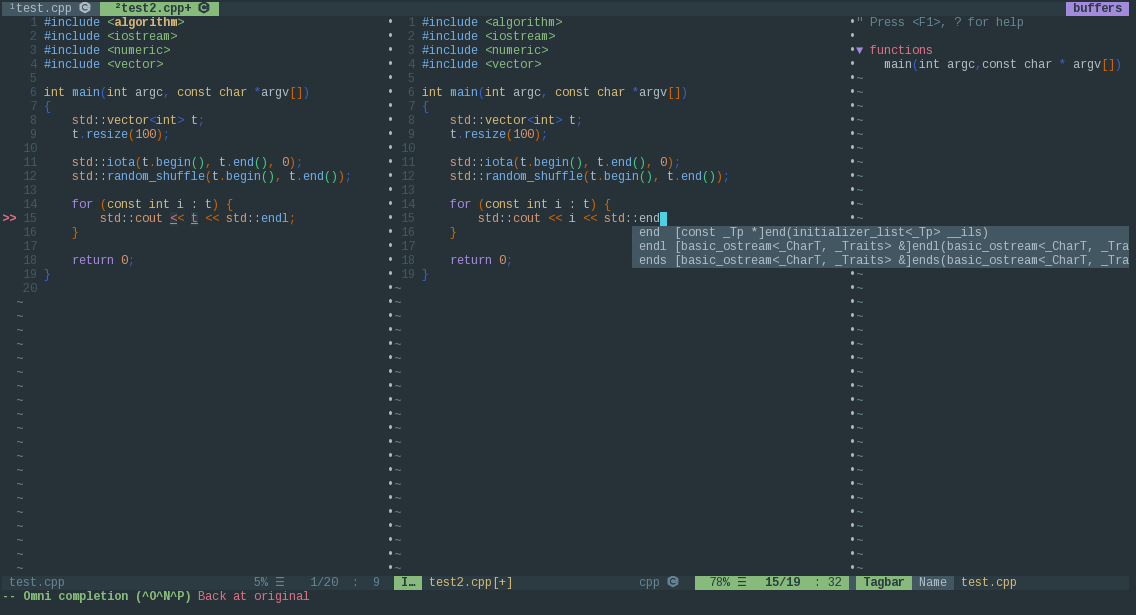 ¹test.cpp  ²test2.cpp+  buffers
1 #include <algorithm>
2 #include <iostream>
3 #include <numeric>
4 #include <vector>
5
6 int main(int argc, const char *argv[])
7 {
8     std::vector<int> t;
9     t.resize(100);
10
11     std::iota(t.begin(), t.end(), 0);
12     std::random_shuffle(t.begin(), t.end());
13
14     for (const int i : t) {
>> 15         std::cout << t << std::endl;
16     }
17
18     return 0;
19 }
20
1 #include <algorithm>
2 #include <iostream>
3 #include <numeric>
4 #include <vector>
5
6 int main(int argc, const char *argv[])
7 {
8     std::vector<int> t;
9     t.resize(100);
10
11     std::iota(t.begin(), t.end(), 0);
12     std::random_shuffle(t.begin(), t.end());
13
14     for (const int i : t) {
15         std::cout << i << std::end
16     }
17
18     return 0;
19 }
end  [const _Tp *]end(initializer_list<_Tp> __ils)
endl [basic_ostream<_CharT, _Traits> &]endl(basic_ostream<_CharT, _Tra
ends [basic_ostream<_CharT, _Traits> &]ends(basic_ostream<_CharT, _Tra
" Press <F1>, ? for help
▼ functions
main(int argc,const char * argv[])
test.cpp  5% ☰  1/20 :  9  I…  test2.cpp[+]  cpp  78% ☰  15/19 : 32  Tagbar  Name  test.cpp
-- Omni completion (^O^N^P) Back at original